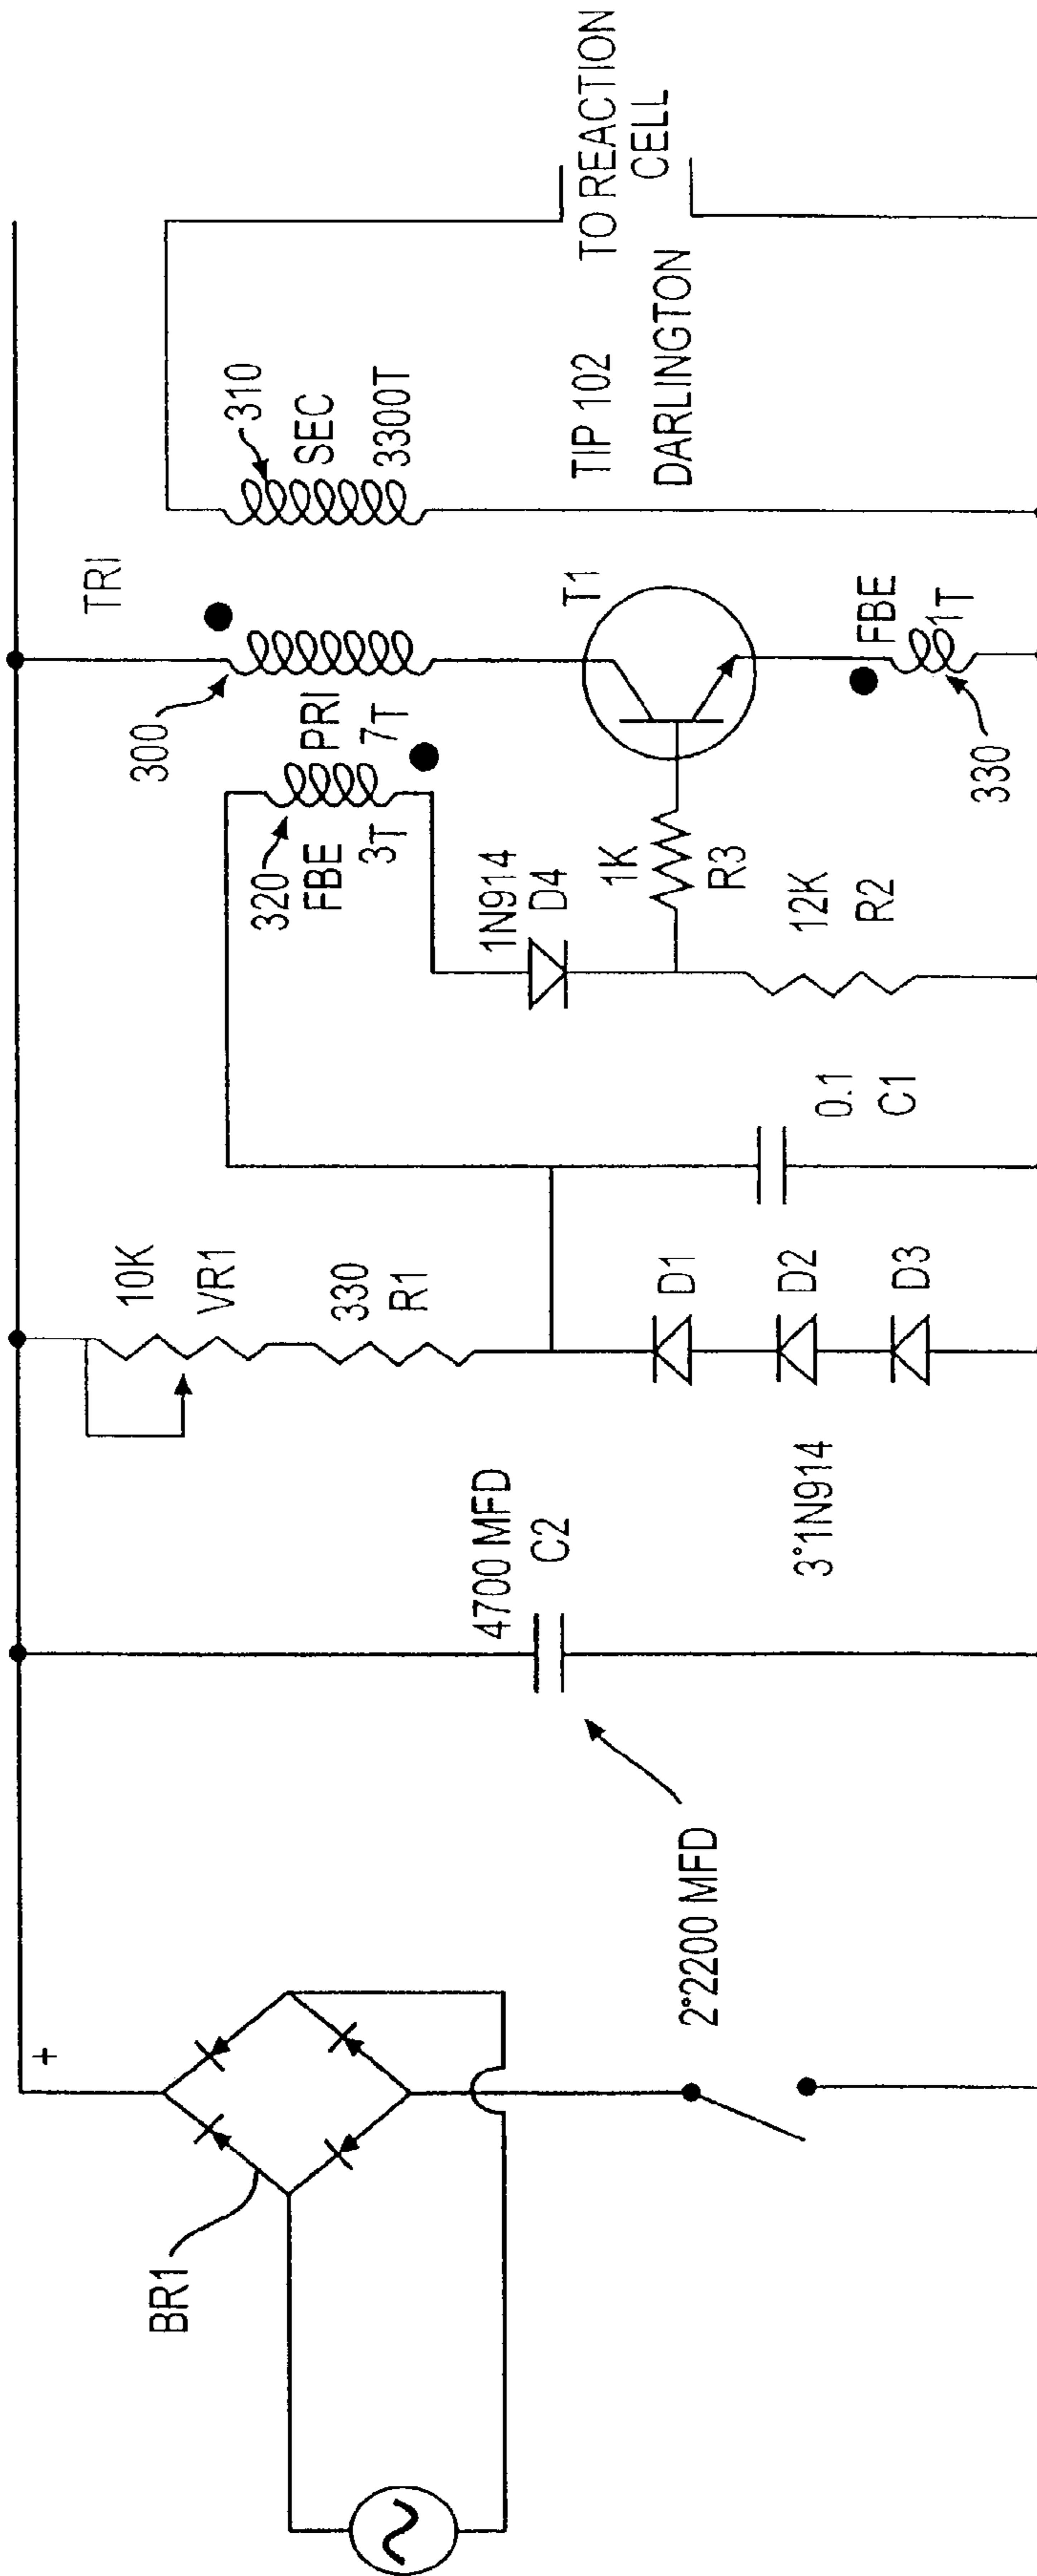 BR1
+
2°2200 MFD
4700 MFD
C2
10K
VR1
330
R1
3°1N914
D1
D2
D3
0.1
C1
320
FBE
3T
1N914
D4
1K
R3
12K
R2
300
PRI
7T
TRI
T1
FBE
1T
330
310
SEC
3300T
TIP 102
DARLINGTON
TO REACTION
CELL